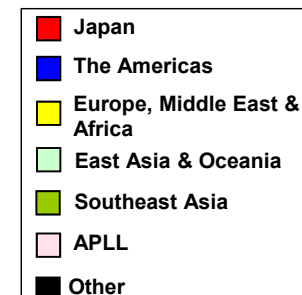 Japan
The Americas
Europe, Middle East &
Africa
East Asia & Oceania
Southeast Asia
APLL
Other